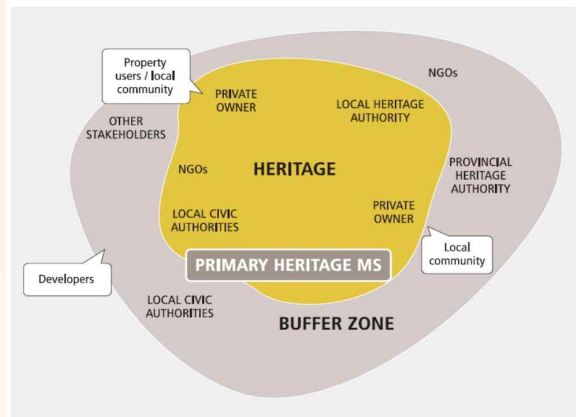 Property
users / local
community
NGOs
PRIVATE
OWNER
LOCAL HERITAGE
AUTHORITY
OTHER
STAKEHOLDERS
NGOs
HERITAGE
PROVINCIAL
HERITAGE
AUTHORITY
LOCAL CIVIC
AUTHORITIES
PRIVATE
OWNER
Local
community
PRIMARY HERITAGE MS
Developers
LOCAL CIVIC
AUTHORITIES
BUFFER ZONE